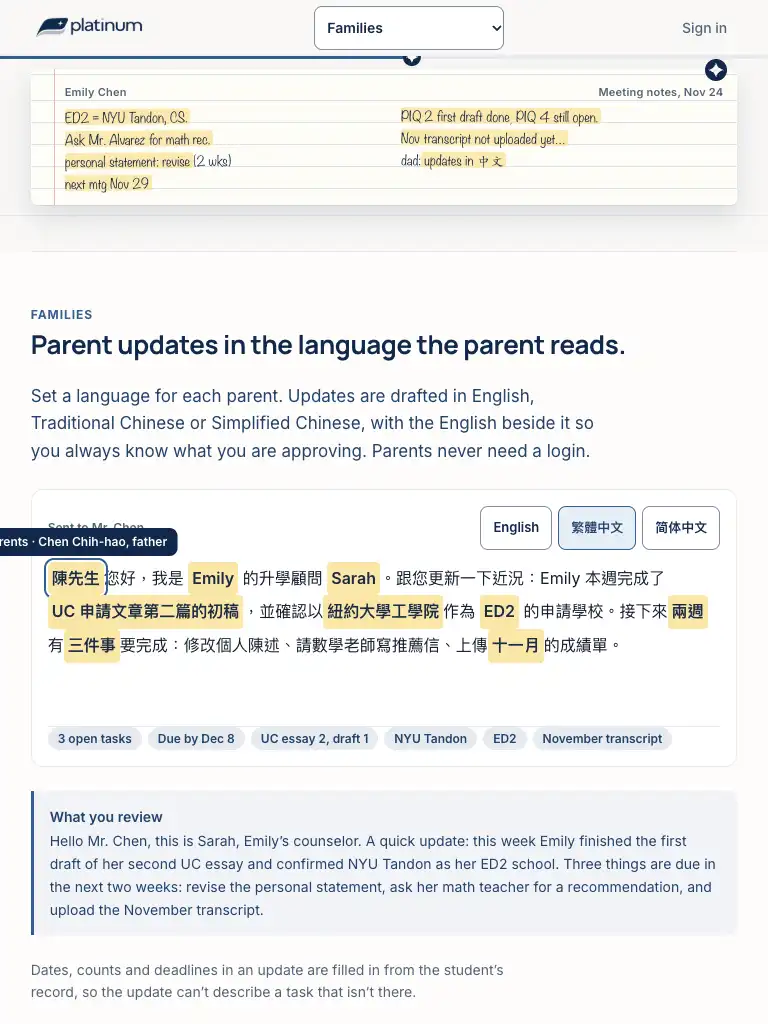 platinum
Families
Sign in
Emily Chen
Meeting notes, Nov 24
ED2 = NYU Tandon, CS.
Ask Mr. Alvarez for math rec.
personal statement: revise (2 wks)
next mtg Nov 29
PIQ 2 first draft done, PIQ 4 still open.
Nov transcript not uploaded yet...
dad: updates in 中文
FAMILIES
Parent updates in the language the parent reads.
Set a language for each parent. Updates are drafted in English,
Traditional Chinese or Simplified Chinese, with the English beside it so
you always know what you are approving. Parents never need a login.
Sent to Mr. Chen
English
繁體中文
简体中文
rents · Chen Chih-hao, father
陳先生您好，我是 Emily 的升學顧問 Sarah。跟您更新一下近況：Emily 本週完成了
UC 申請文章第二篇的初稿，並確認以紐約大學工學院作為 ED2 的申請學校。接下來兩週
有三件事要完成：修改個人陳述、請數學老師寫推薦信、上傳十一月的成績單。
3 open tasks
Due by Dec 8
UC essay 2, draft 1
NYU Tandon
ED2
November transcript
What you review
Hello Mr. Chen, this is Sarah, Emily’s counselor. A quick update: this week Emily finished the first
draft of her second UC essay and confirmed NYU Tandon as her ED2 school. Three things are due in
the next two weeks: revise the personal statement, ask her math teacher for a recommendation, and
upload the November transcript.
Dates, counts and deadlines in an update are filled in from the student’s
record, so the update can’t describe a task that isn’t there.